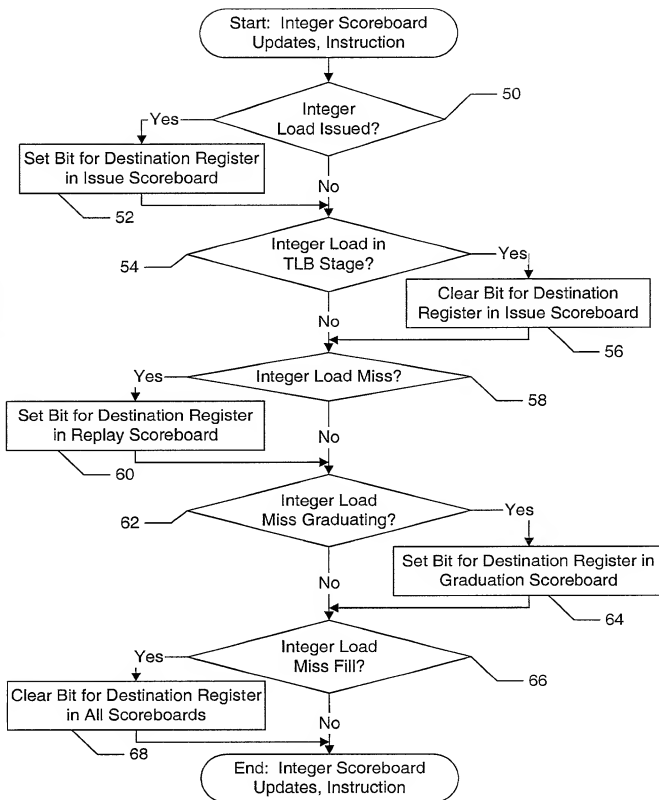 Start: Integer Scoreboard
Updates, Instruction
50
Integer
Load Issued?
Yes
Set Bit for Destination Register
in Issue Scoreboard
No
52
Integer Load in
TLB Stage?
54
Yes
Clear Bit for Destination
Register in Issue Scoreboard
No
56
Integer Load Miss?
Yes
58
Set Bit for Destination Register
in Replay Scoreboard
No
60
Integer Load
Miss Graduating?
62
Yes
Set Bit for Destination Register in
Graduation Scoreboard
No
64
Integer Load
Miss Fill?
Yes
66
Clear Bit for Destination Register
in All Scoreboards
No
68
End: Integer Scoreboard
Updates, Instruction